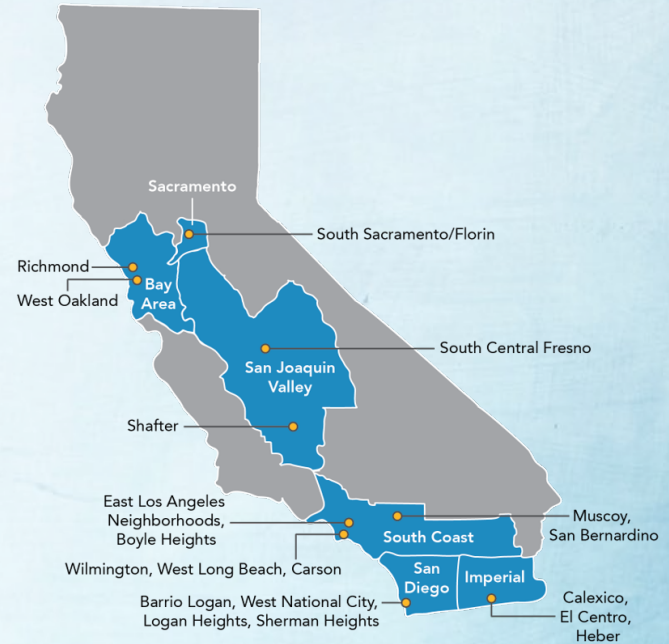 Sacramento
South Sacramento/Florin
Richmond
West Oakland
Bay
Area
South Central Fresno
San Joaquin
Valley
Shafter
East Los Angeles
Neighborhoods,
Boyle Heights
Muscoy,
San Bernardino
South Coast
Wilmington, West Long Beach, Carson
San
Diego
Imperial
Barrio Logan, West National City,
Logan Heights, Sherman Heights
Calexico,
El Centro,
Heber